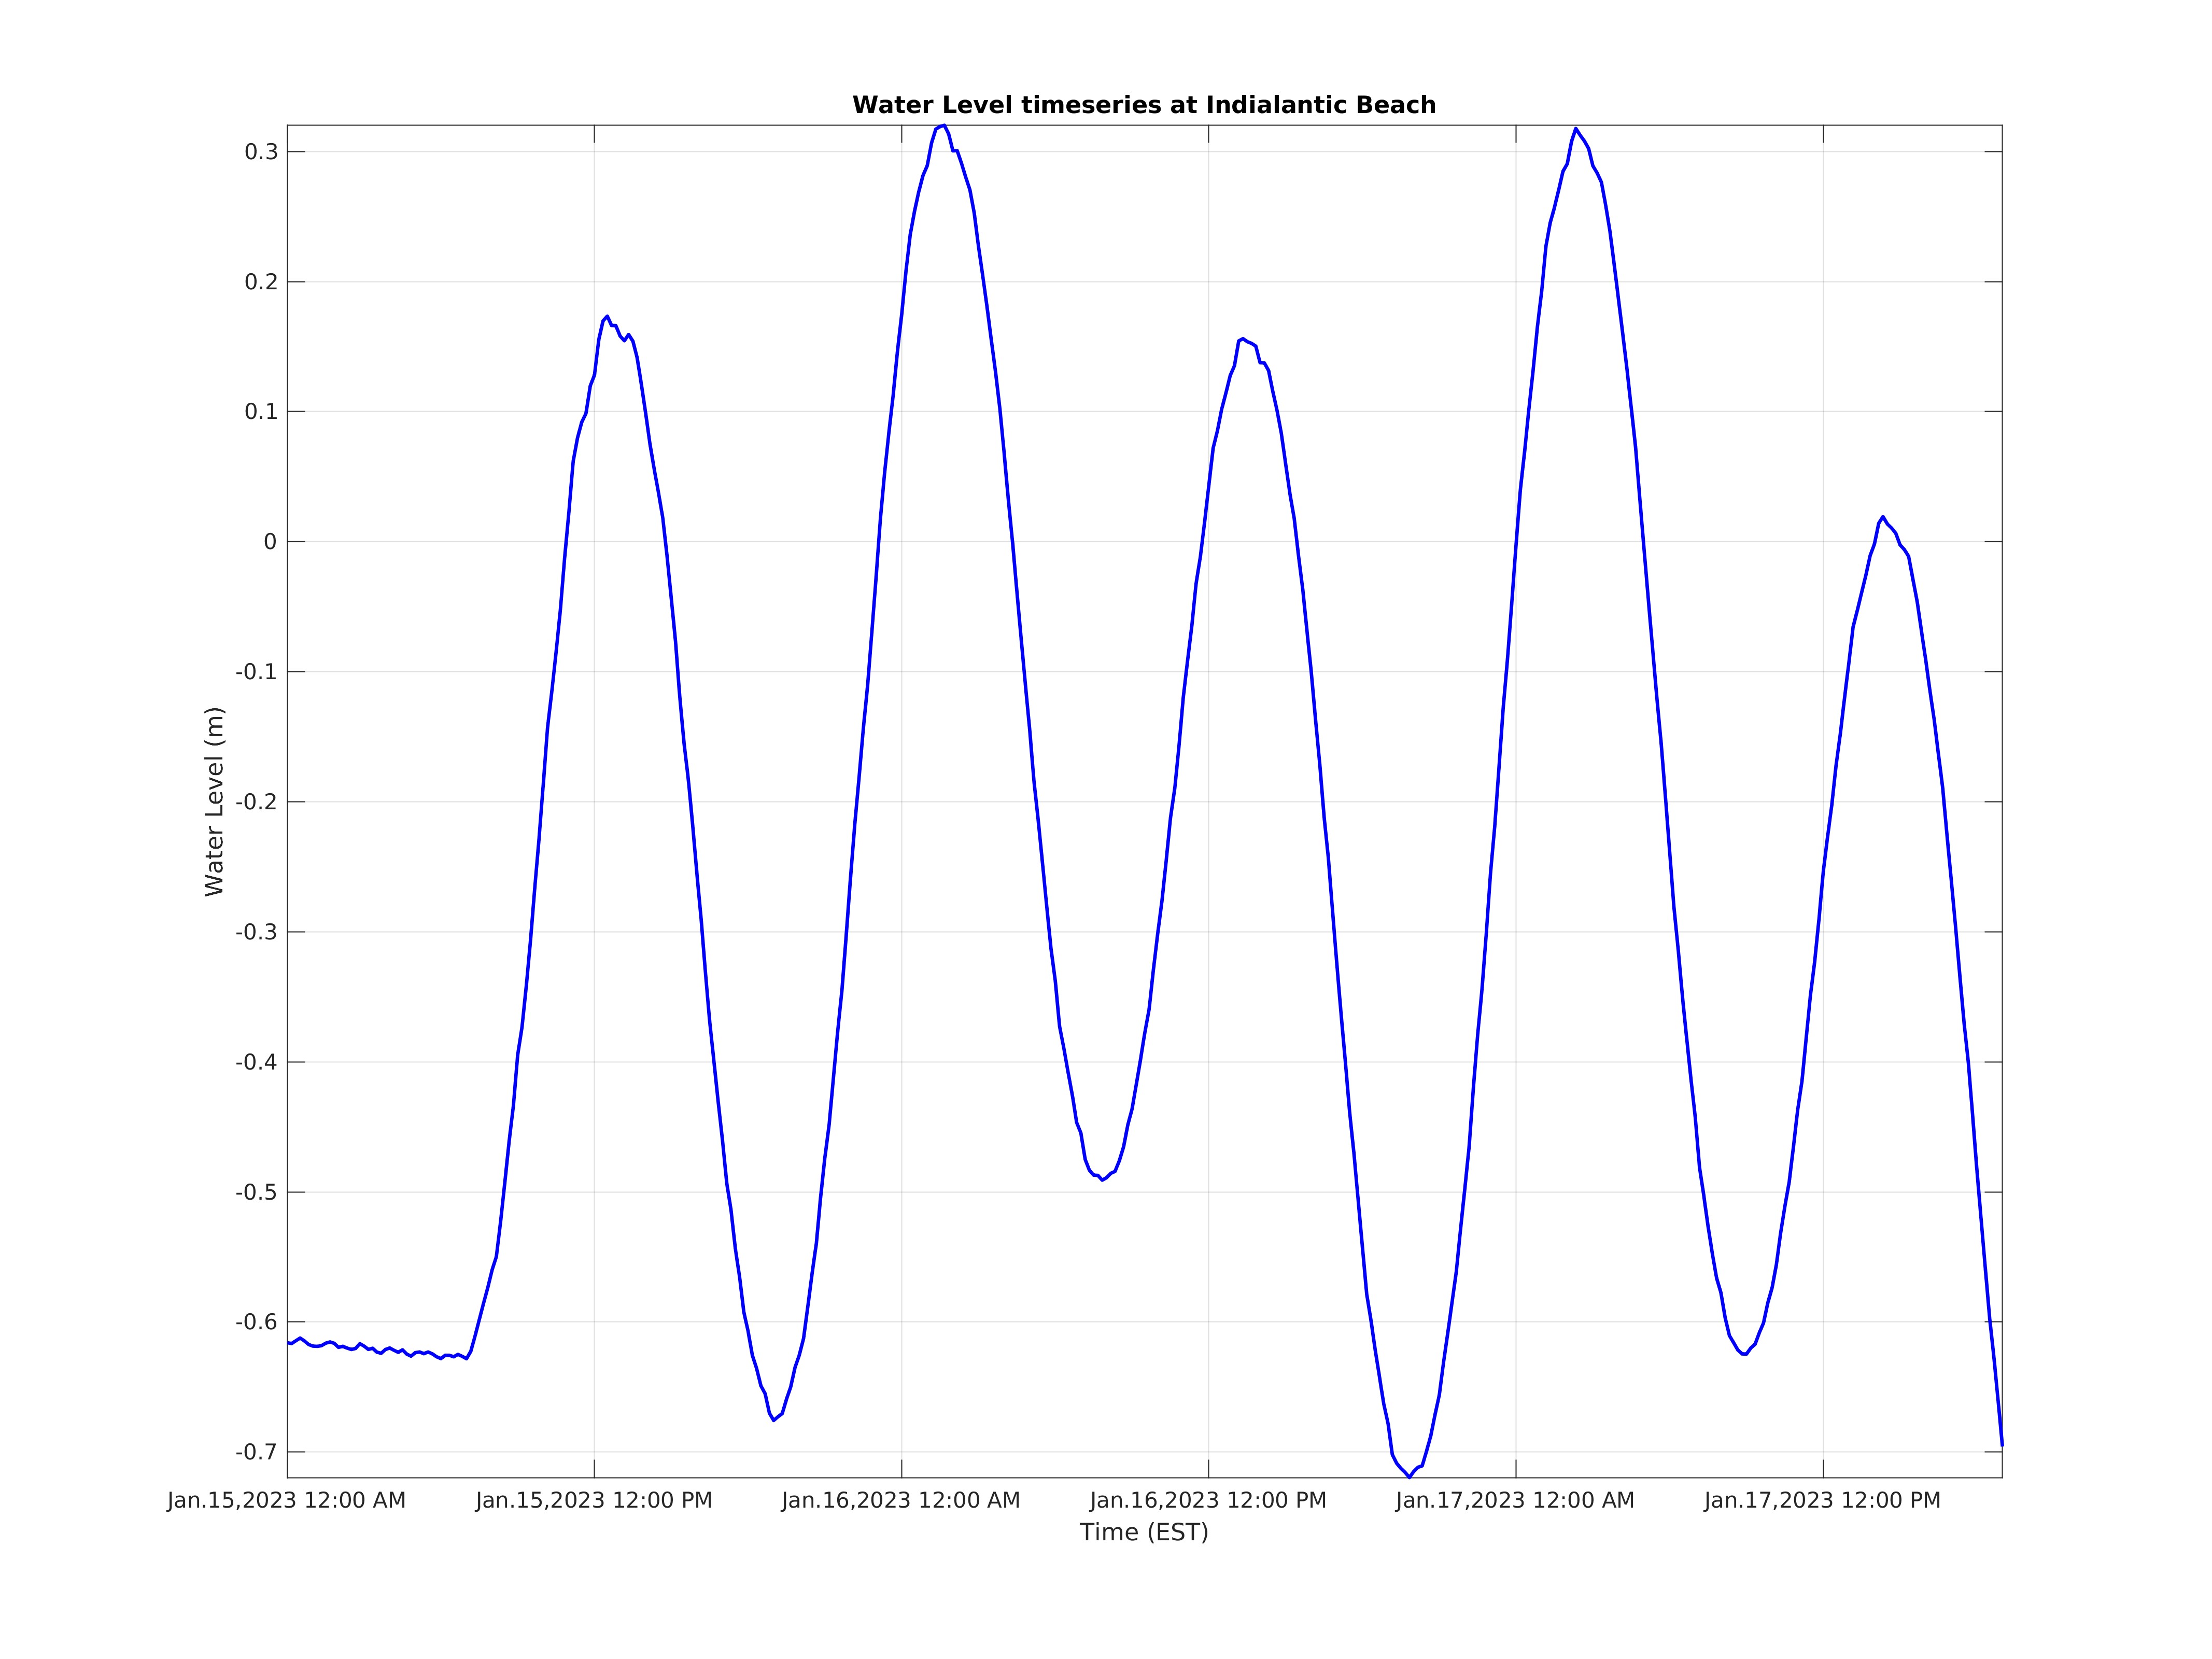 Water Level timeseries at Indialantic Beach
0.3
0.2
0.1
0
-0.1
-0.2
-0.3
-0.4
-0.5
-0.6
-0.7
Water Level (m)
Jan.15,2023 12:00 AM
Jan.15,2023 12:00 PM
Jan.16,2023 12:00 AM
Jan.16,2023 12:00 PM
Jan.17,2023 12:00 AM
Jan.17,2023 12:00 PM
Time (EST)